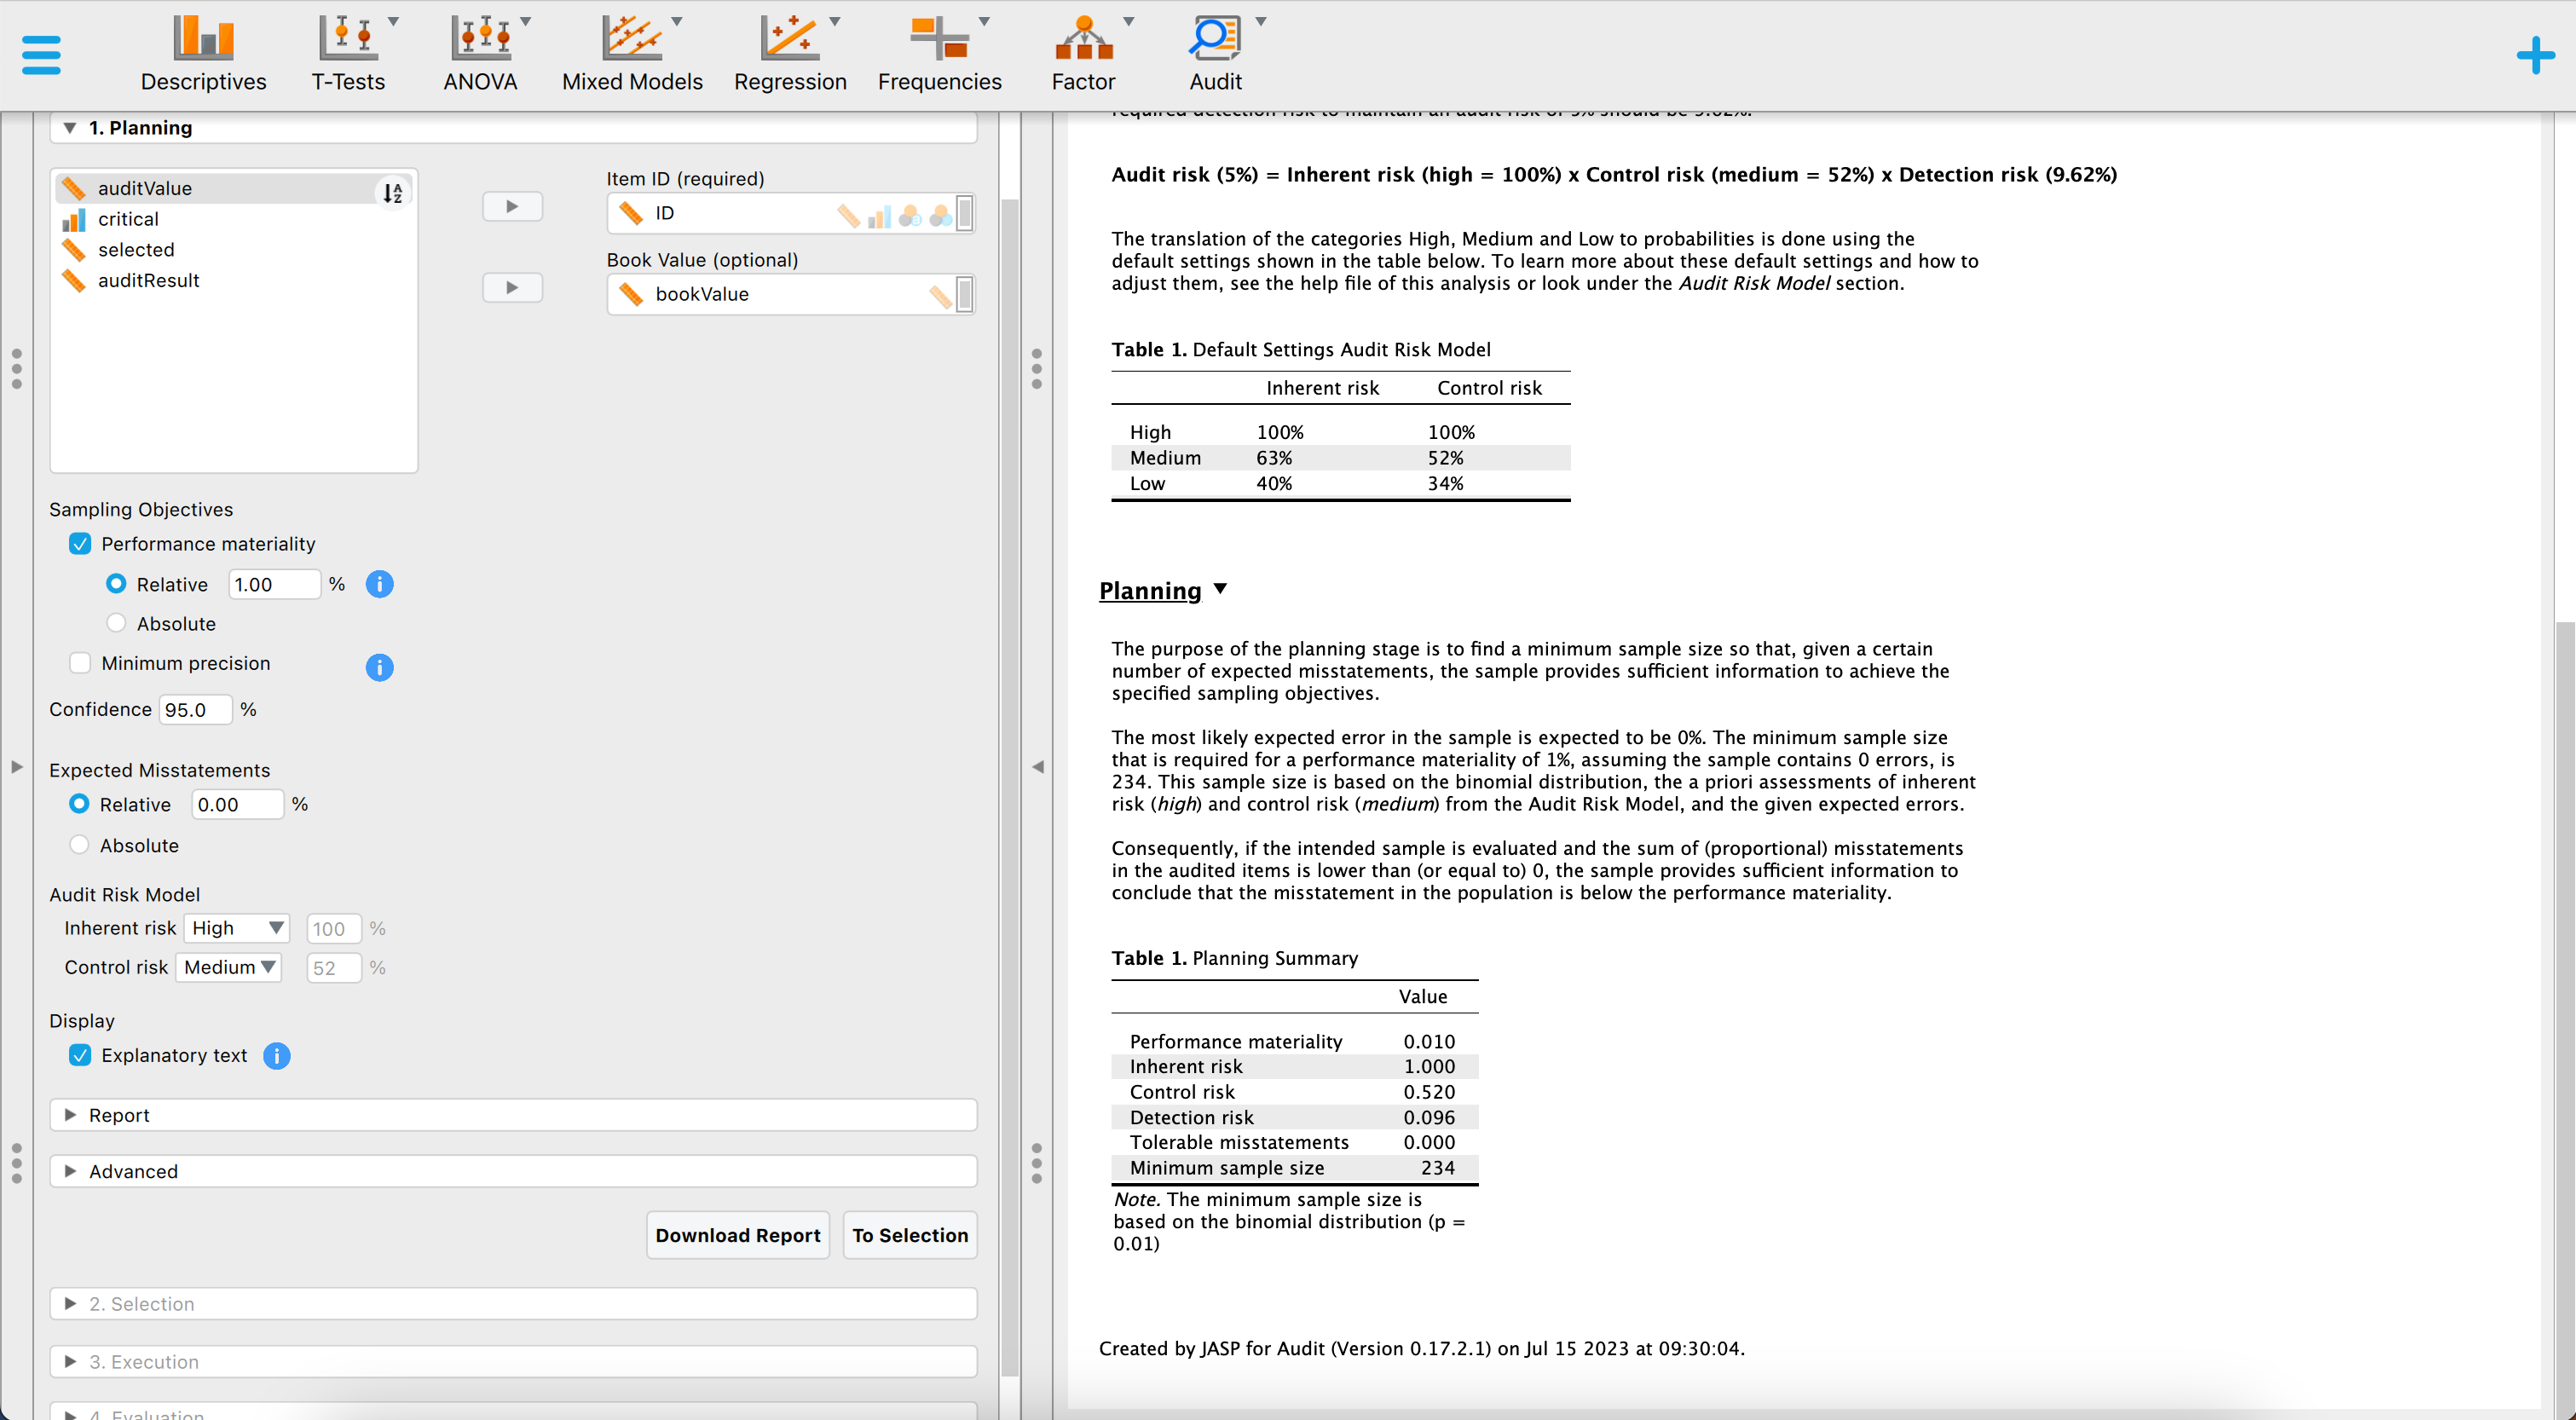 Descriptives
T-Tests
ANOVA
Mixed Models
Regression
Frequencies
Factor
Audit
1. Planning
auditValue
critical
selected
auditResult
Item ID (required)
ID
Book Value (optional)
bookValue
Sampling Objectives
Performance materiality
Relative 1.00 %
Absolute
Minimum precision
Confidence 95.0 %
Expected Misstatements
Relative 0.00 %
Absolute
Audit Risk Model
Inherent risk High 100 %
Control risk Medium 52 %
Display
Explanatory text
Report
Advanced
Download Report To Selection
2. Selection
3. Execution
4. Evaluation
required detection risk to maintain an audit risk of 5% should be 9.62%.
Audit risk (5%) = Inherent risk (high = 100%) x Control risk (medium = 52%) x Detection risk (9.62%)
The translation of the categories High, Medium and Low to probabilities is done using the
default settings shown in the table below. To learn more about these default settings and how to
adjust them, see the help file of this analysis or look under the Audit Risk Model section.
Table 1. Default Settings Audit Risk Model
Inherent risk Control risk
High 100% 100%
Medium 63% 52%
Low 40% 34%
Planning
The purpose of the planning stage is to find a minimum sample size so that, given a certain
number of expected misstatements, the sample provides sufficient information to achieve the
specified sampling objectives.
The most likely expected error in the sample is expected to be 0%. The minimum sample size
that is required for a performance materiality of 1%, assuming the sample contains 0 errors, is
234. This sample size is based on the binomial distribution, the a priori assessments of inherent
risk (high) and control risk (medium) from the Audit Risk Model, and the given expected errors.
Consequently, if the intended sample is evaluated and the sum of (proportional) misstatements
in the audited items is lower than (or equal to) 0, the sample provides sufficient information to
conclude that the misstatement in the population is below the performance materiality.
Table 1. Planning Summary
Value
Performance materiality 0.010
Inherent risk 1.000
Control risk 0.520
Detection risk 0.096
Tolerable misstatements 0.000
Minimum sample size 234
Note. The minimum sample size is
based on the binomial distribution (p =
0.01)
Created by JASP for Audit (Version 0.17.2.1) on Jul 15 2023 at 09:30:04.